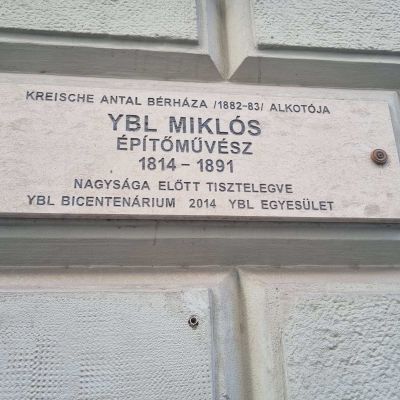 KREISCHE ANTAL BÉRHÁZA /1882-83/ ALKOTÓJA
YBL MIKLÓS
ÉPÍTŐMŰVÉSZ
1814 - 1891
NAGYSÁGA ELŐTT TISZTELEGVE
YBL BICENTENÁRIUM 2014 YBL EGYESÜLET